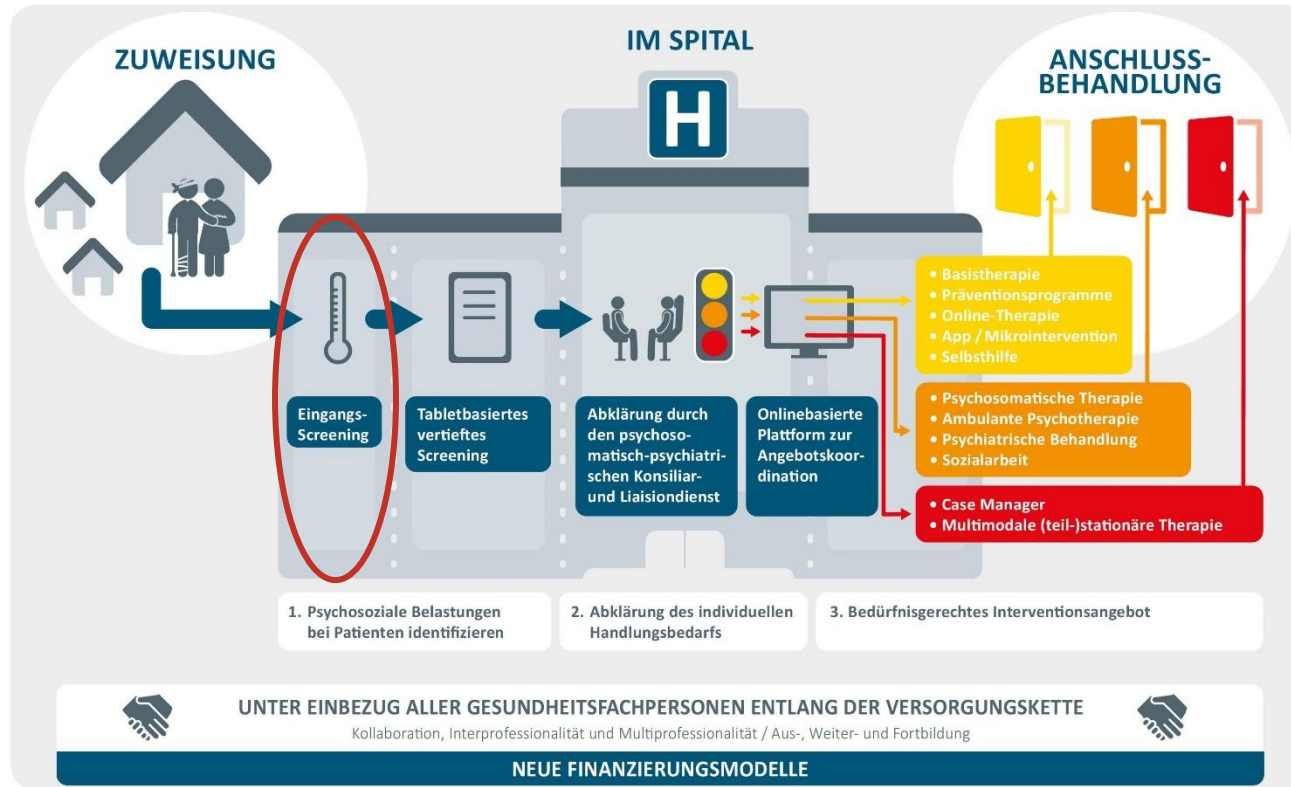 ZUWEISUNG
IM SPITAL
H
ANSCHLUSS-
BEHANDLUNG
Eingangs-
Screening
Tabletbasiertes
vertieftes
Screening
Abklärung durch
den psychoso-
matisch-psychiatri-
schen Konsiliar-
und Liaisiondienst
Onlinebasierte
Plattform zur
Angebotskoor-
dination
• Basistherapie
• Präventionsprogramme
• Online-Therapie
• App / Mikrointervention
• Selbsthilfe
• Psychosomatische Therapie
• Ambulante Psychotherapie
• Psychiatrische Behandlung
• Sozialarbeit
• Case Manager
• Multimodale (teil-)stationäre Therapie
1. Psychosoziale Belastungen
bei Patienten identifizieren
2. Abklärung des individuellen
Handlungsbedarfs
3. Bedürfnisgerechtes Interventionsangebot
UNTER EINBEZUG ALLER GESUNDHEITSFACHPERSONEN ENTLANG DER VERSORGUNGSKETTE
Kollaboration, Interprofessionalität und Multiprofessionalität / Aus-, Weiter- und Fortbildung
NEUE FINANZIERUNGSMODELLE